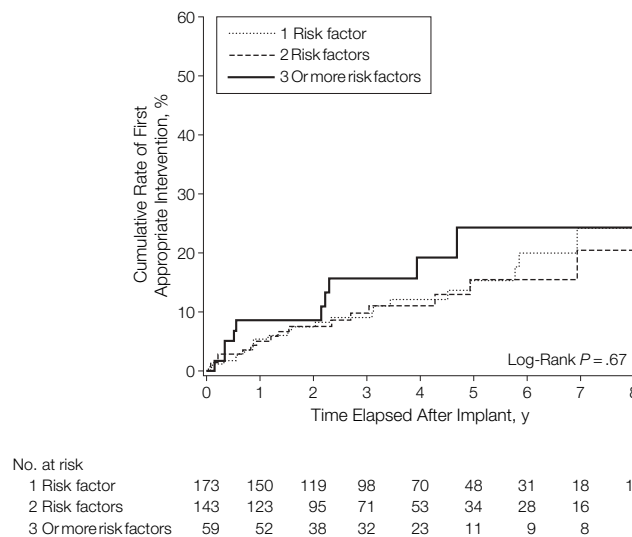 60
50
40
30
20
10
0
Cumulative Rate of First
Appropriate Intervention, %
1 Risk factor
2 Risk factors
3 Or more risk factors
Log-Rank P = .67
0 1 2 3 4 5 6 7 8
Time Elapsed After Implant, y
No. at risk
1 Risk factor 173 150 119 98 70 48 31 18
2 Risk factors 143 123 95 71 53 34 28 16
3 Or more risk factors 59 52 38 32 23 11 9 8